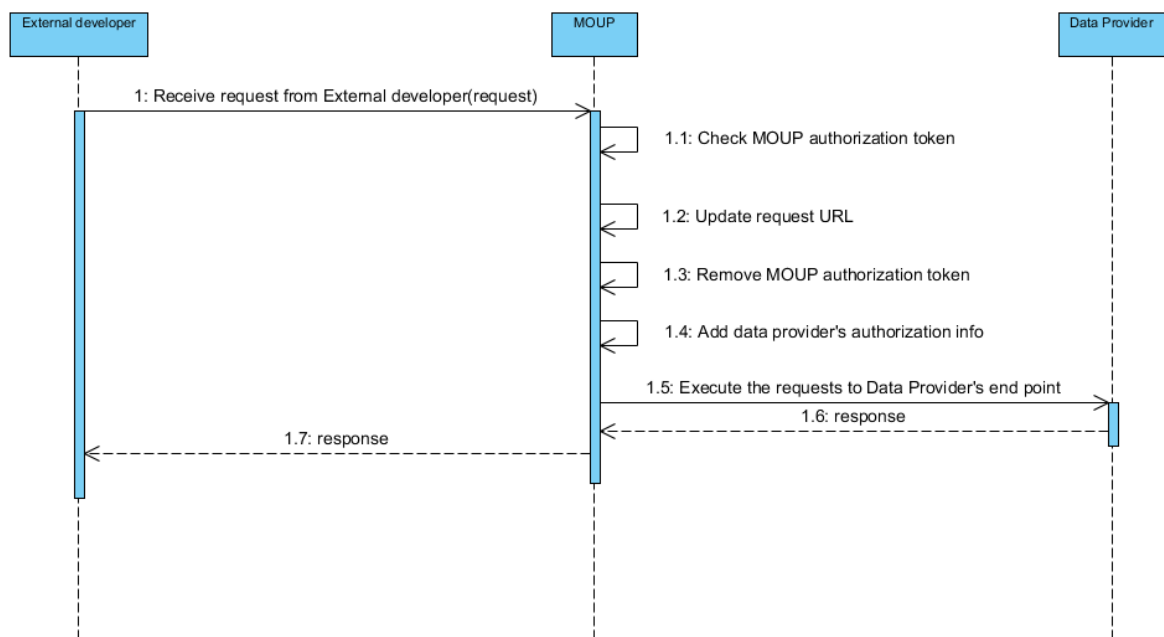 External developer
MOUP
Data Provider
1: Receive request from External developer(request)
1.1: Check MOUP authorization token
1.2: Update request URL
1.3: Remove MOUP authorization token
1.4: Add data provider's authorization info
1.5: Execute the requests to Data Provider's end point
1.6: response
1.7: response